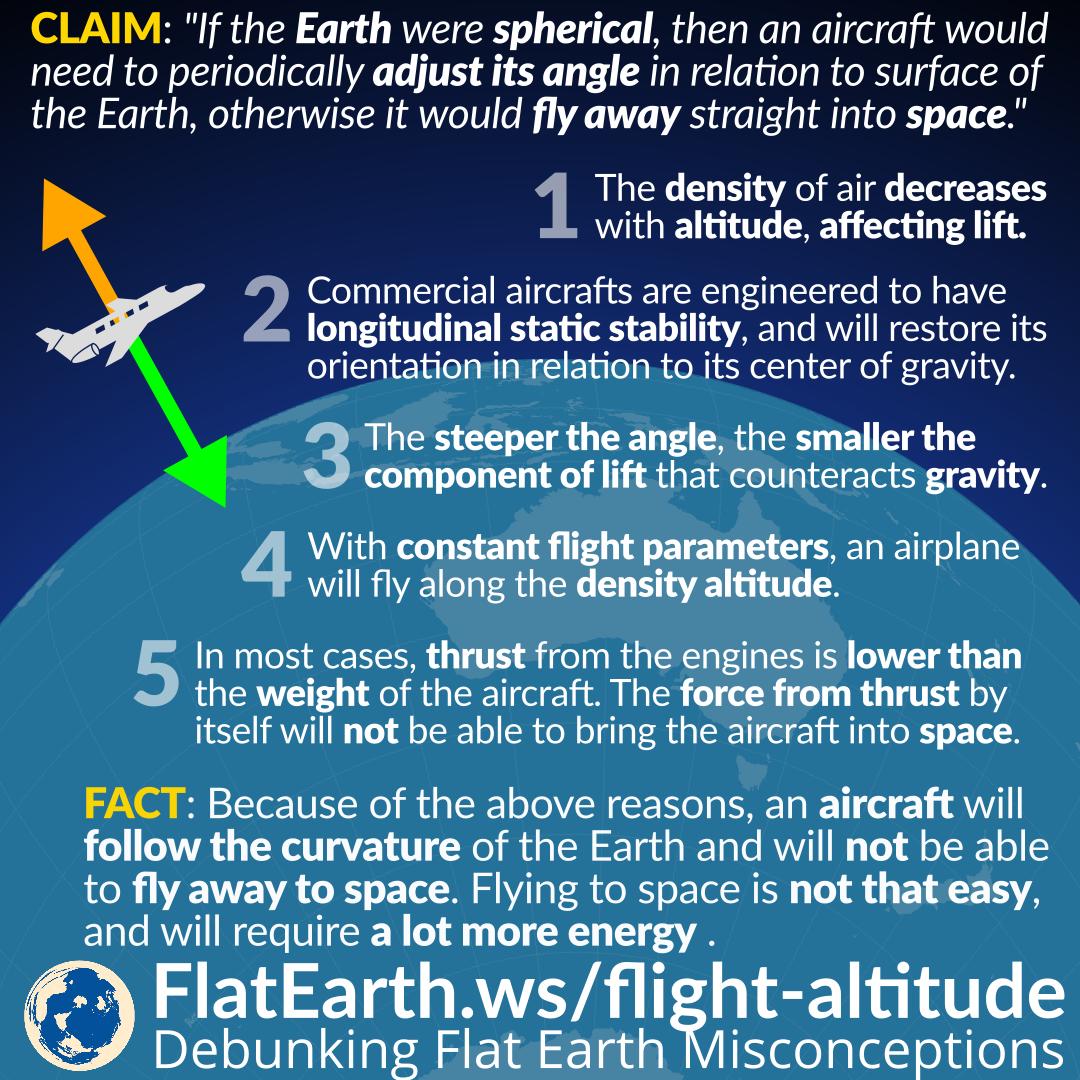 CLAIM: "If the Earth were spherical, then an aircraft would
need to periodically adjust its angle in relation to surface of
the Earth, otherwise it would fly away straight into space."
1 The density of air decreases
with altitude, affecting lift.
2 Commercial aircrafts are engineered to have
longitudinal static stability, and will restore its
orientation in relation to its center of gravity.
3 The steeper the angle, the smaller the
component of lift that counteracts gravity.
4 With constant flight parameters, an airplane
will fly along the density altitude.
5 In most cases, thrust from the engines is lower than
the weight of the aircraft. The force from thrust by
itself will not be able to bring the aircraft into space.
FACT: Because of the above reasons, an aircraft will
follow the curvature of the Earth and will not be able
to fly away to space. Flying to space is not that easy,
and will require a lot more energy .
FlatEarth.ws/flight-altitude
Debunking Flat Earth Misconceptions